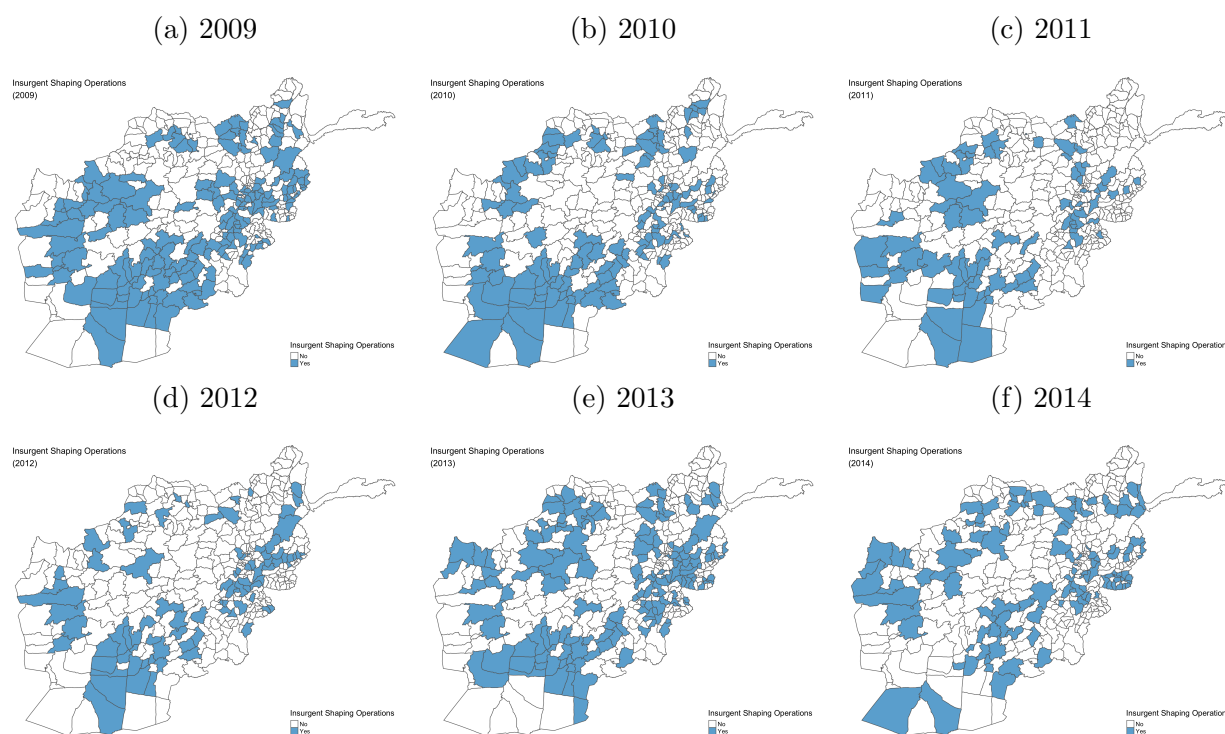 (a) 2009
(b) 2010
(c) 2011
Insurgent Shaping Operations
(2009)
Insurgent Shaping Operations
(2010)
Insurgent Shaping Operations
(2011)
Insurgent Shaping Operations
No
Yes
Insurgent Shaping Operations
No
Yes
Insurgent Shaping Operation
No
Yes
(d) 2012
(e) 2013
(f) 2014
Insurgent Shaping Operations
(2012)
Insurgent Shaping Operations
(2013)
Insurgent Shaping Operations
(2014)
Insurgent Shaping Operations
No
Yes
Insurgent Shaping Operations
No
Yes
Insurgent Shaping Operation
No
Yes